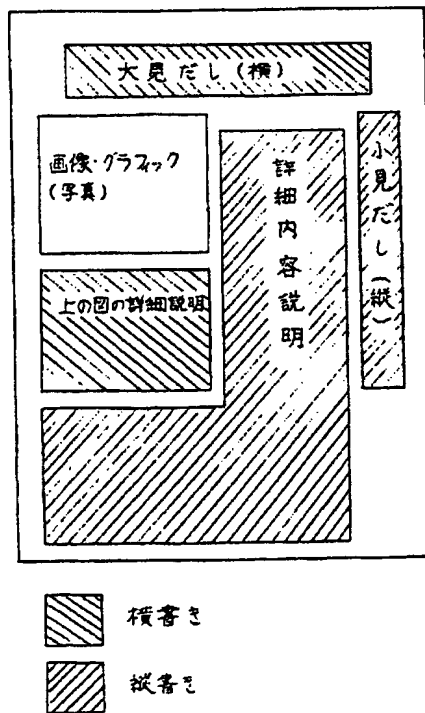 大見だし(横)
小見だし(縦)
詳細内容説明
画像・グラフィック
(写真)
上の図の詳細説明
横書き
縦書き